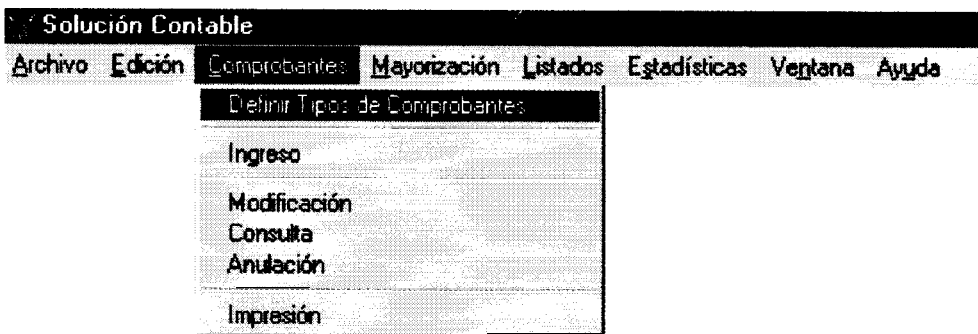 Solución Contable
Archivo Edición Comprobantes Mayorización Listados Estadísticas Ventana Ayuda
Definir Tipos de Comprobantes
Ingreso
Modificación
Consulta
Anulación
Impresión